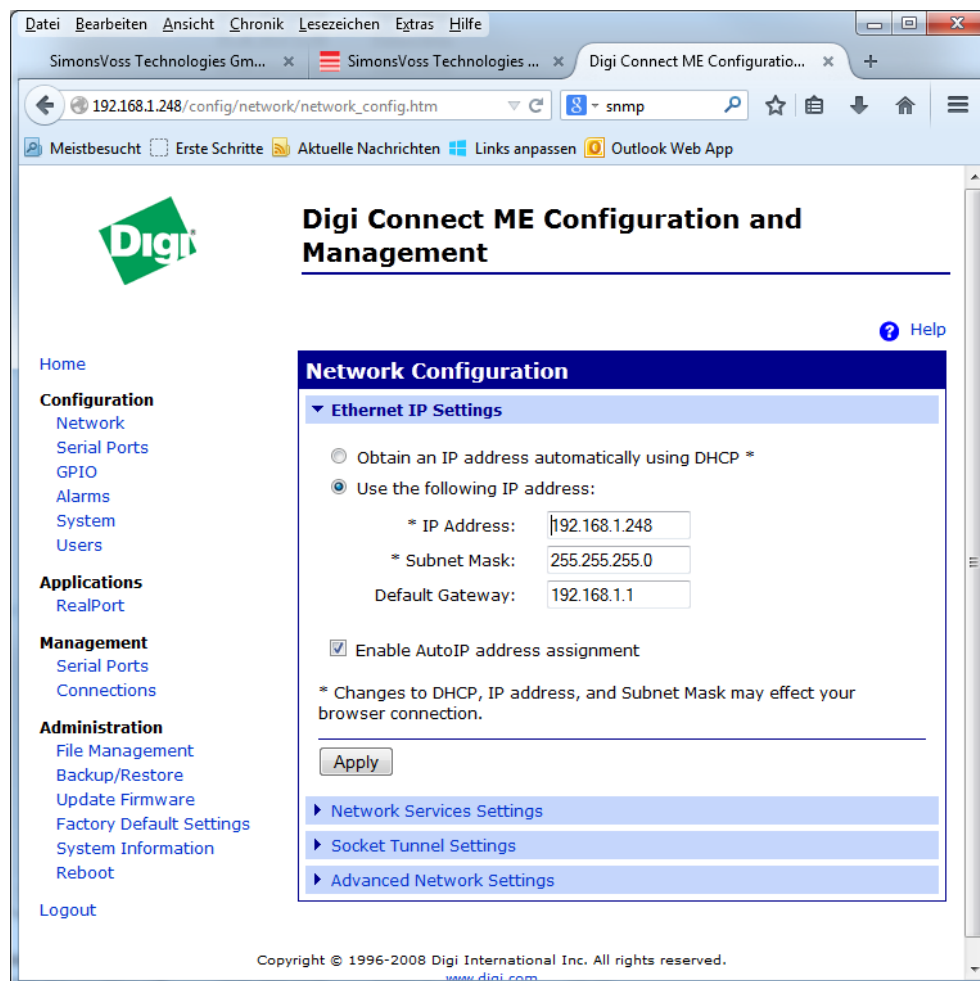 Datei Bearbeiten Ansicht Chronik Lesezeichen Extras Hilfe
SimonsVoss Technologies Gm... SimonsVoss Technologies ... Digi Connect ME Configuratio...
192.168.1.248/config/network/network_config.htm snmp
Meistbesucht Erste Schritte Aktuelle Nachrichten Links anpassen Outlook Web App
Digi
Digi Connect ME Configuration and
Management
Help
Home
Configuration
Network
Serial Ports
GPIO
Alarms
System
Users
Applications
RealPort
Management
Serial Ports
Connections
Administration
File Management
Backup/Restore
Update Firmware
Factory Default Settings
System Information
Reboot
Logout
Network Configuration
Ethernet IP Settings
Obtain an IP address automatically using DHCP *
Use the following IP address:
* IP Address: 192.168.1.248
* Subnet Mask: 255.255.255.0
Default Gateway: 192.168.1.1
Enable AutoIP address assignment
* Changes to DHCP, IP address, and Subnet Mask may effect your
browser connection.
Apply
Network Services Settings
Socket Tunnel Settings
Advanced Network Settings
Copyright © 1996-2008 Digi International Inc. All rights reserved.
www.digi.com